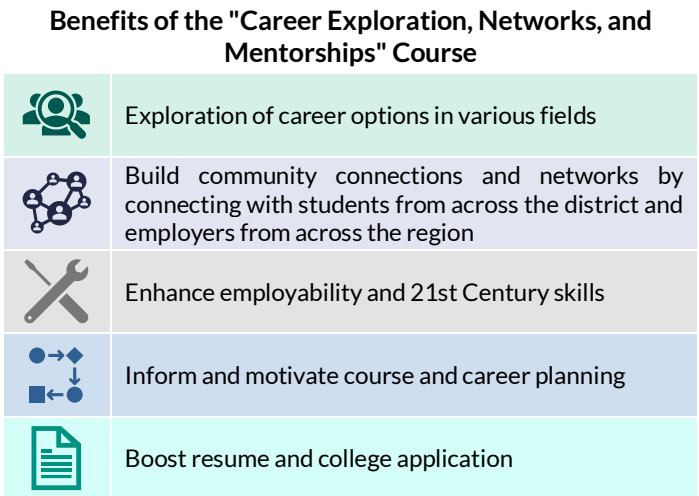 Benefits of the "Career Exploration, Networks, and
Mentorships" Course
Exploration of career options in various fields
Build community connections and networks by
connecting with students from across the district and
employers from across the region
Enhance employability and 21st Century skills
Inform and motivate course and career planning
Boost resume and college application